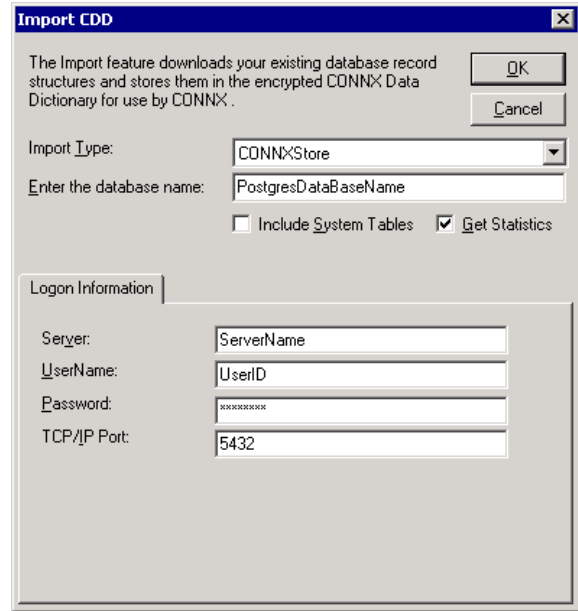 Import CDD
The Import feature downloads your existing database record
structures and stores them in the encrypted CONNX Data
Dictionary for use by CONNX .
OK
Cancel
Import Type:
CONNXStore
Enter the database name:
PostgresDataBaseName
Include System Tables
Get Statistics
Logon Information
Server:
ServerName
UserName:
UserID
Password:
********
TCP/IP Port:
5432